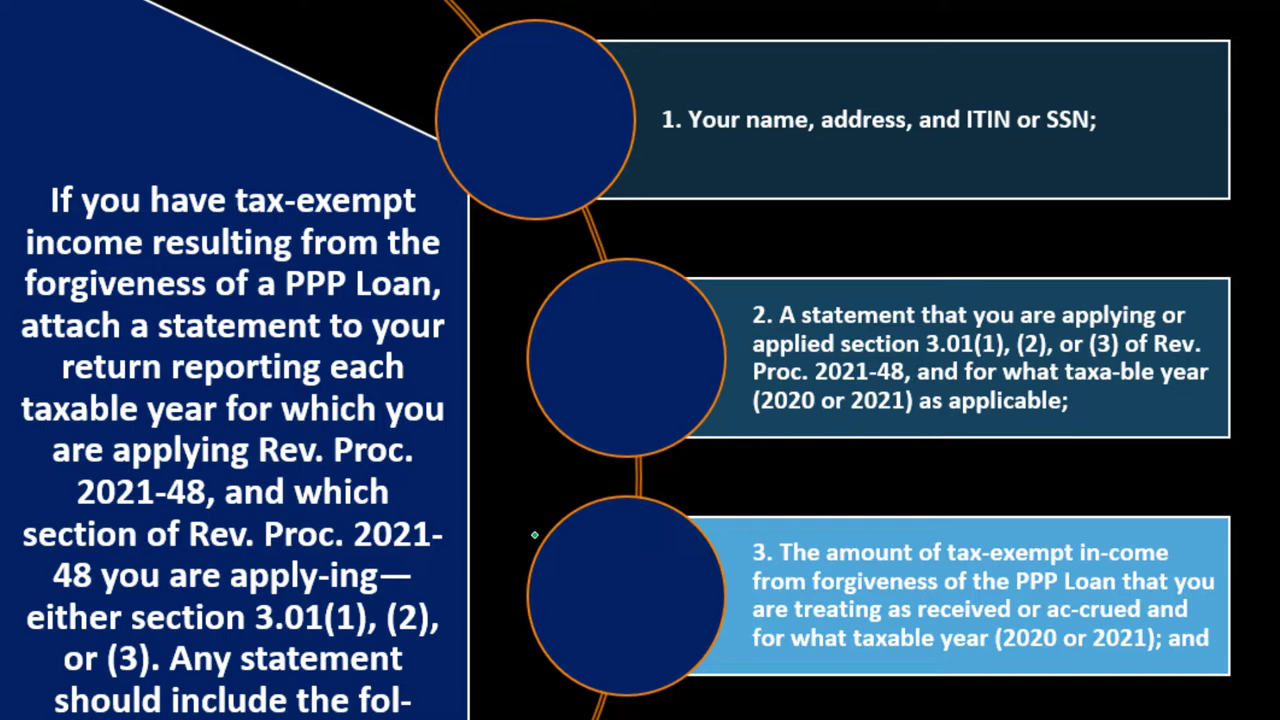 If you have tax-exempt
income resulting from the
forgiveness of a PPP Loan,
attach a statement to your
return reporting each
taxable year for which you
are applying Rev. Proc.
2021-48, and which
section of Rev. Proc. 2021-
48 you are apply-ing—
either section 3.01(1), (2),
or (3). Any statement
should include the fol-
1. Your name, address, and ITIN or SSN;
2. A statement that you are applying or
applied section 3.01(1), (2), or (3) of Rev.
Proc. 2021-48, and for what taxa-ble year
(2020 or 2021) as applicable;
3. The amount of tax-exempt in-come
from forgiveness of the PPP Loan that you
are treating as received or ac-crued and
for what taxable year (2020 or 2021); and